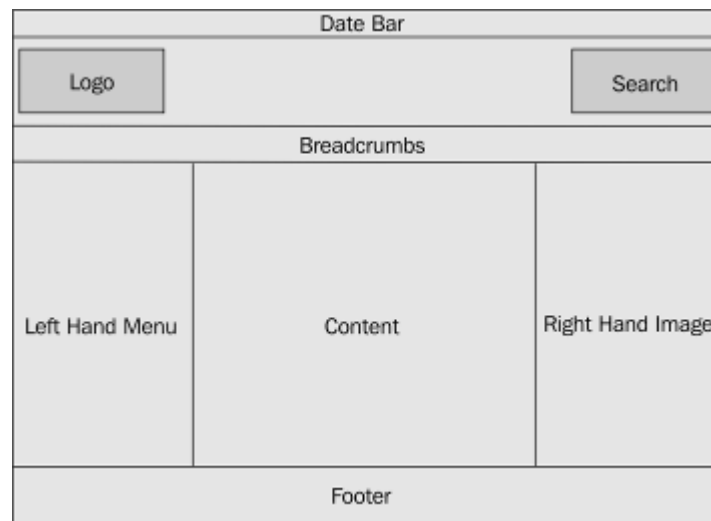 Date Bar
Logo
Search
Breadcrumbs
Left Hand Menu
Content
Right Hand Image
Footer